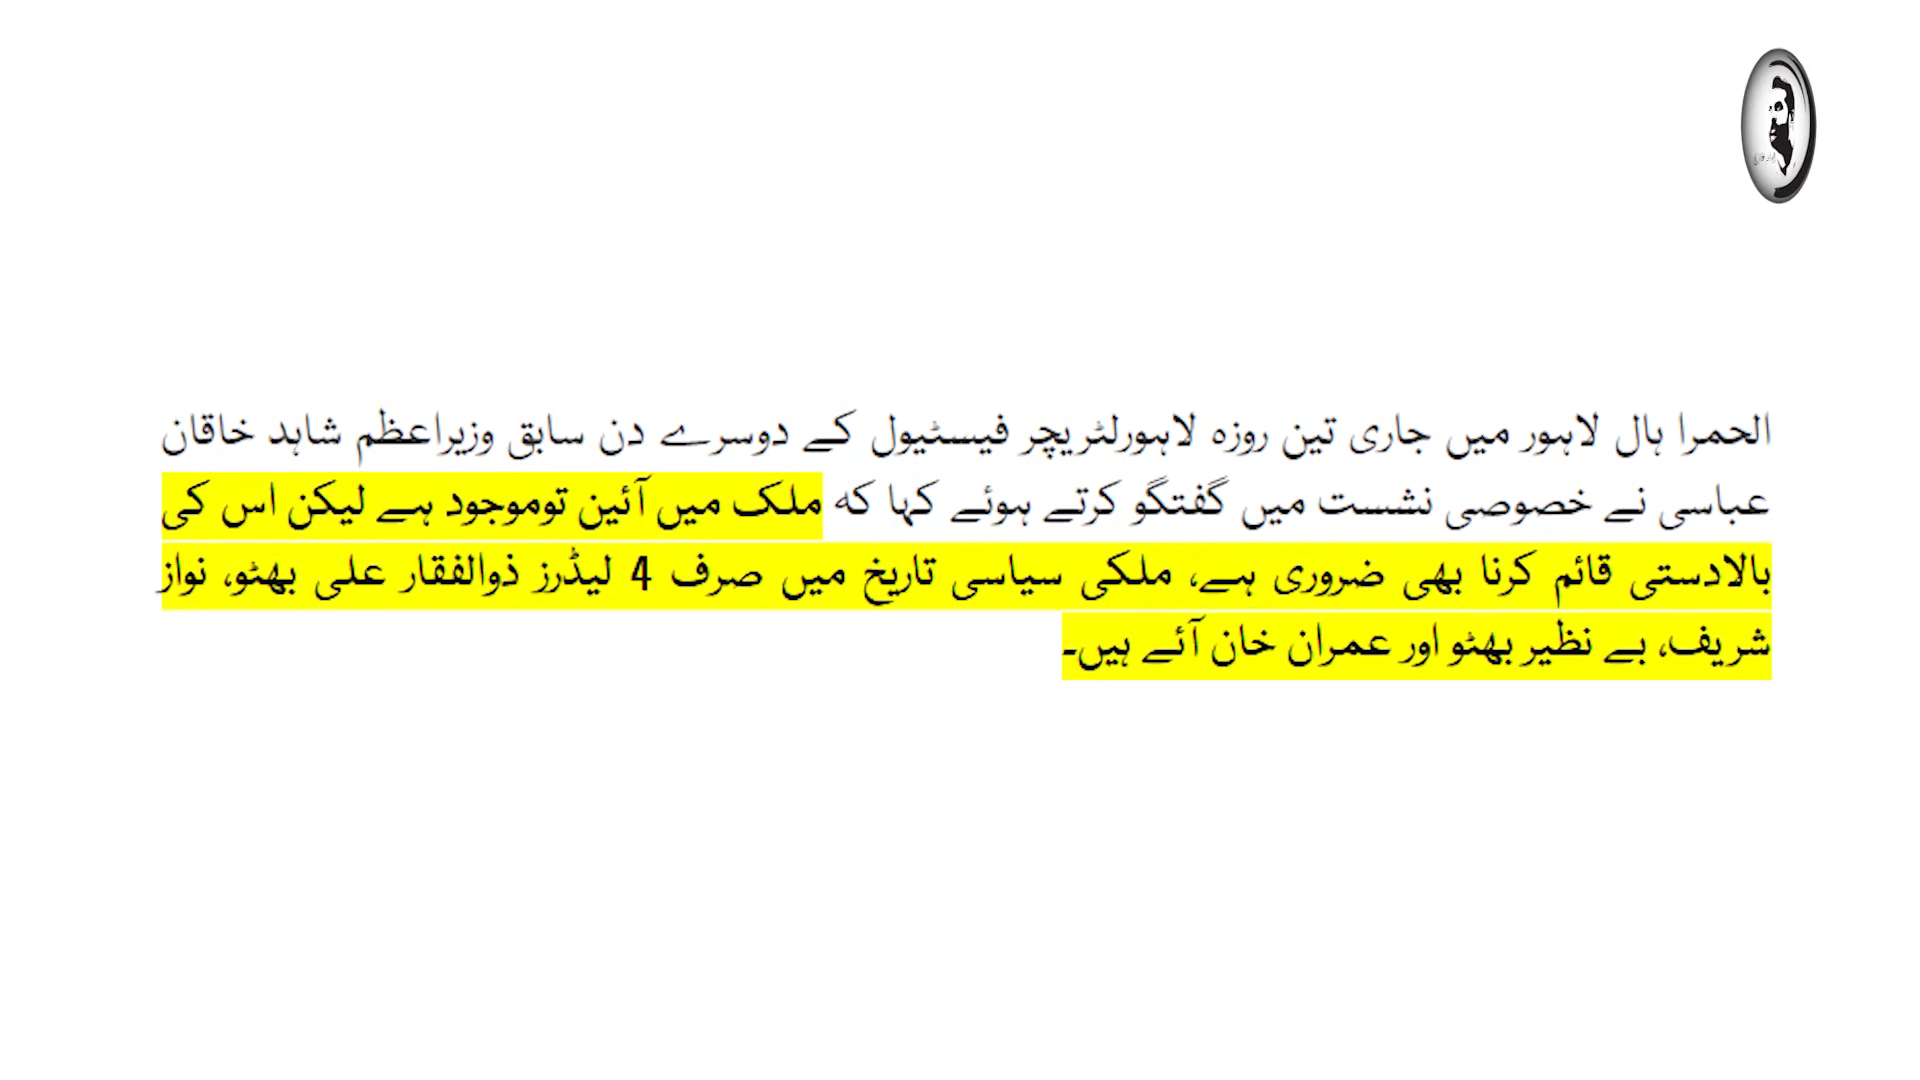 الحمرا ہال لاہور میں جاری تین روزہ لاہورلٹریچر فیسٹیول کے دوسرے دن سابق وزیراعظم شاہد خاقان
عباسی نے خصوصی نشست میں گفتگو کرتے ہوئے کہا کہ ملک میں آئین توموجود ہے لیکن اس کی
بالادستی قائم کرنا بھی ضروری ہے، ملکی سیاسی تاریخ میں صرف 4 لیڈرز ذوالفقار علی بھٹو، نواز
شریف، بے نظیر بھٹو اور عمران خان آئے ہیں۔